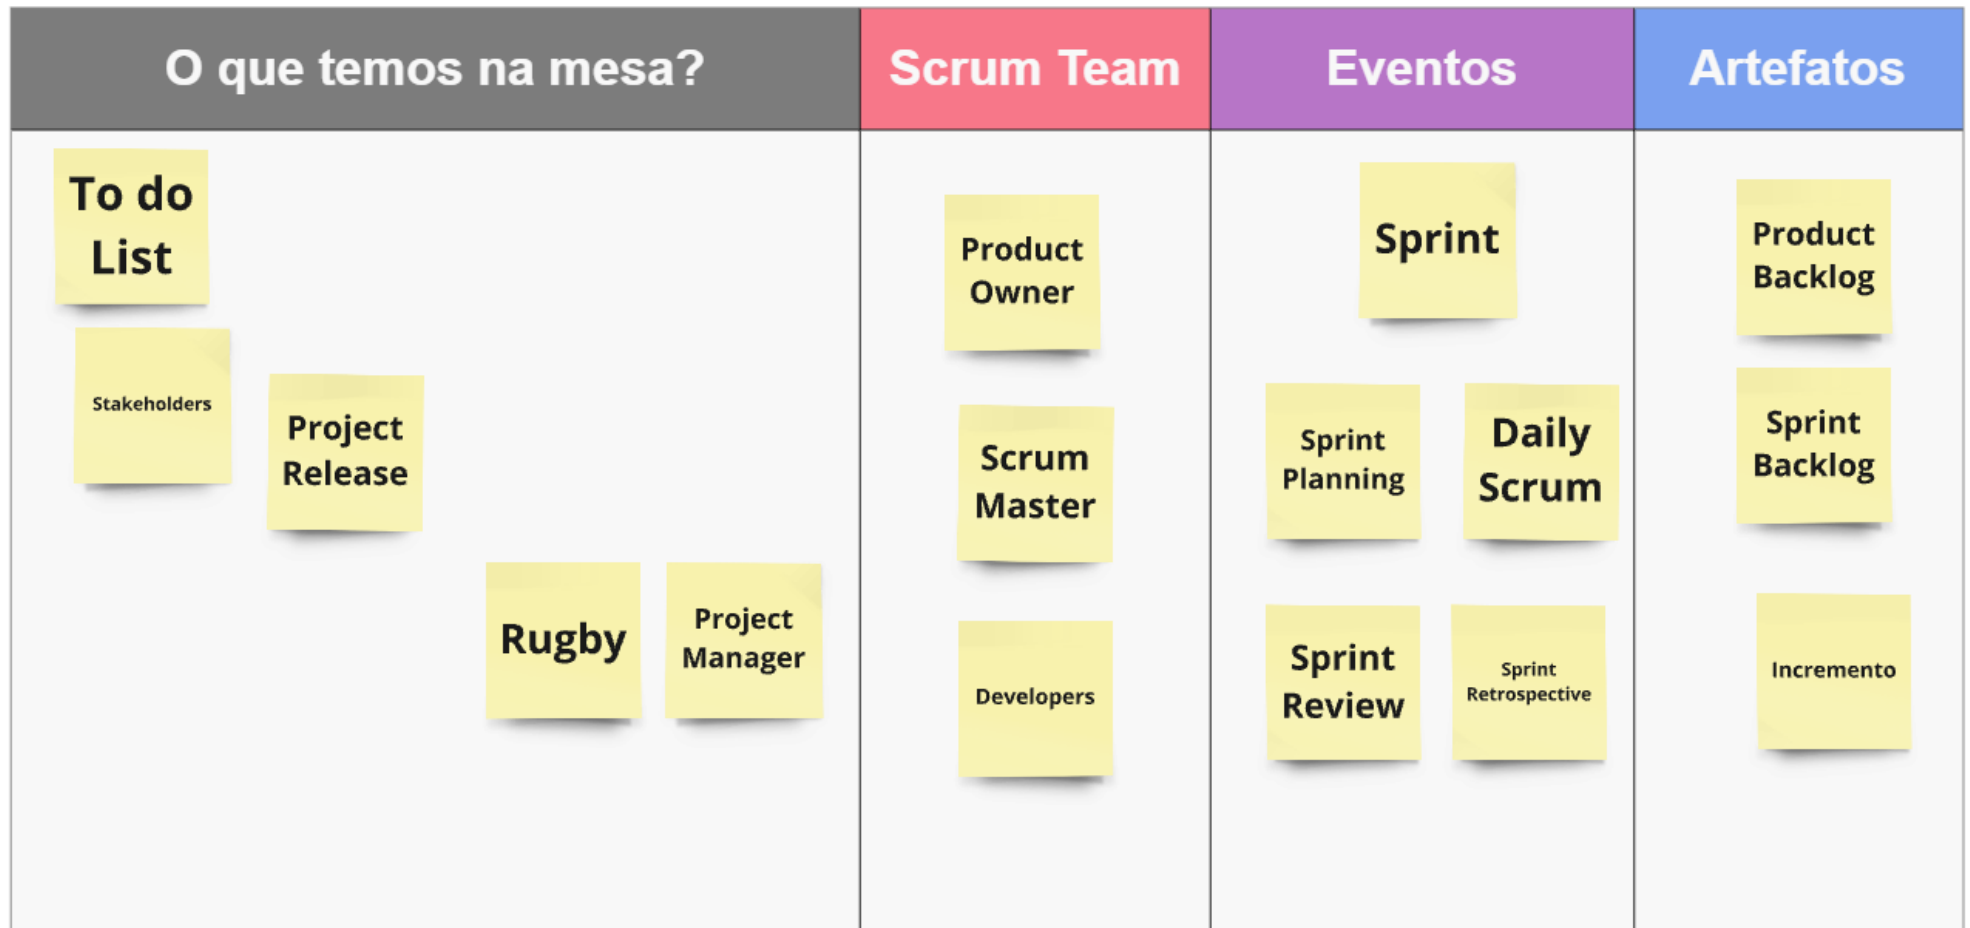 O que temos na mesa?
Scrum Team
Eventos
Artefatos
To do
List
Stakeholders
Project
Release
Rugby
Project
Manager
Product
Owner
Scrum
Master
Developers
Sprint
Sprint
Planning
Daily
Scrum
Sprint
Review
Sprint
Retrospective
Product
Backlog
Sprint
Backlog
Incremento